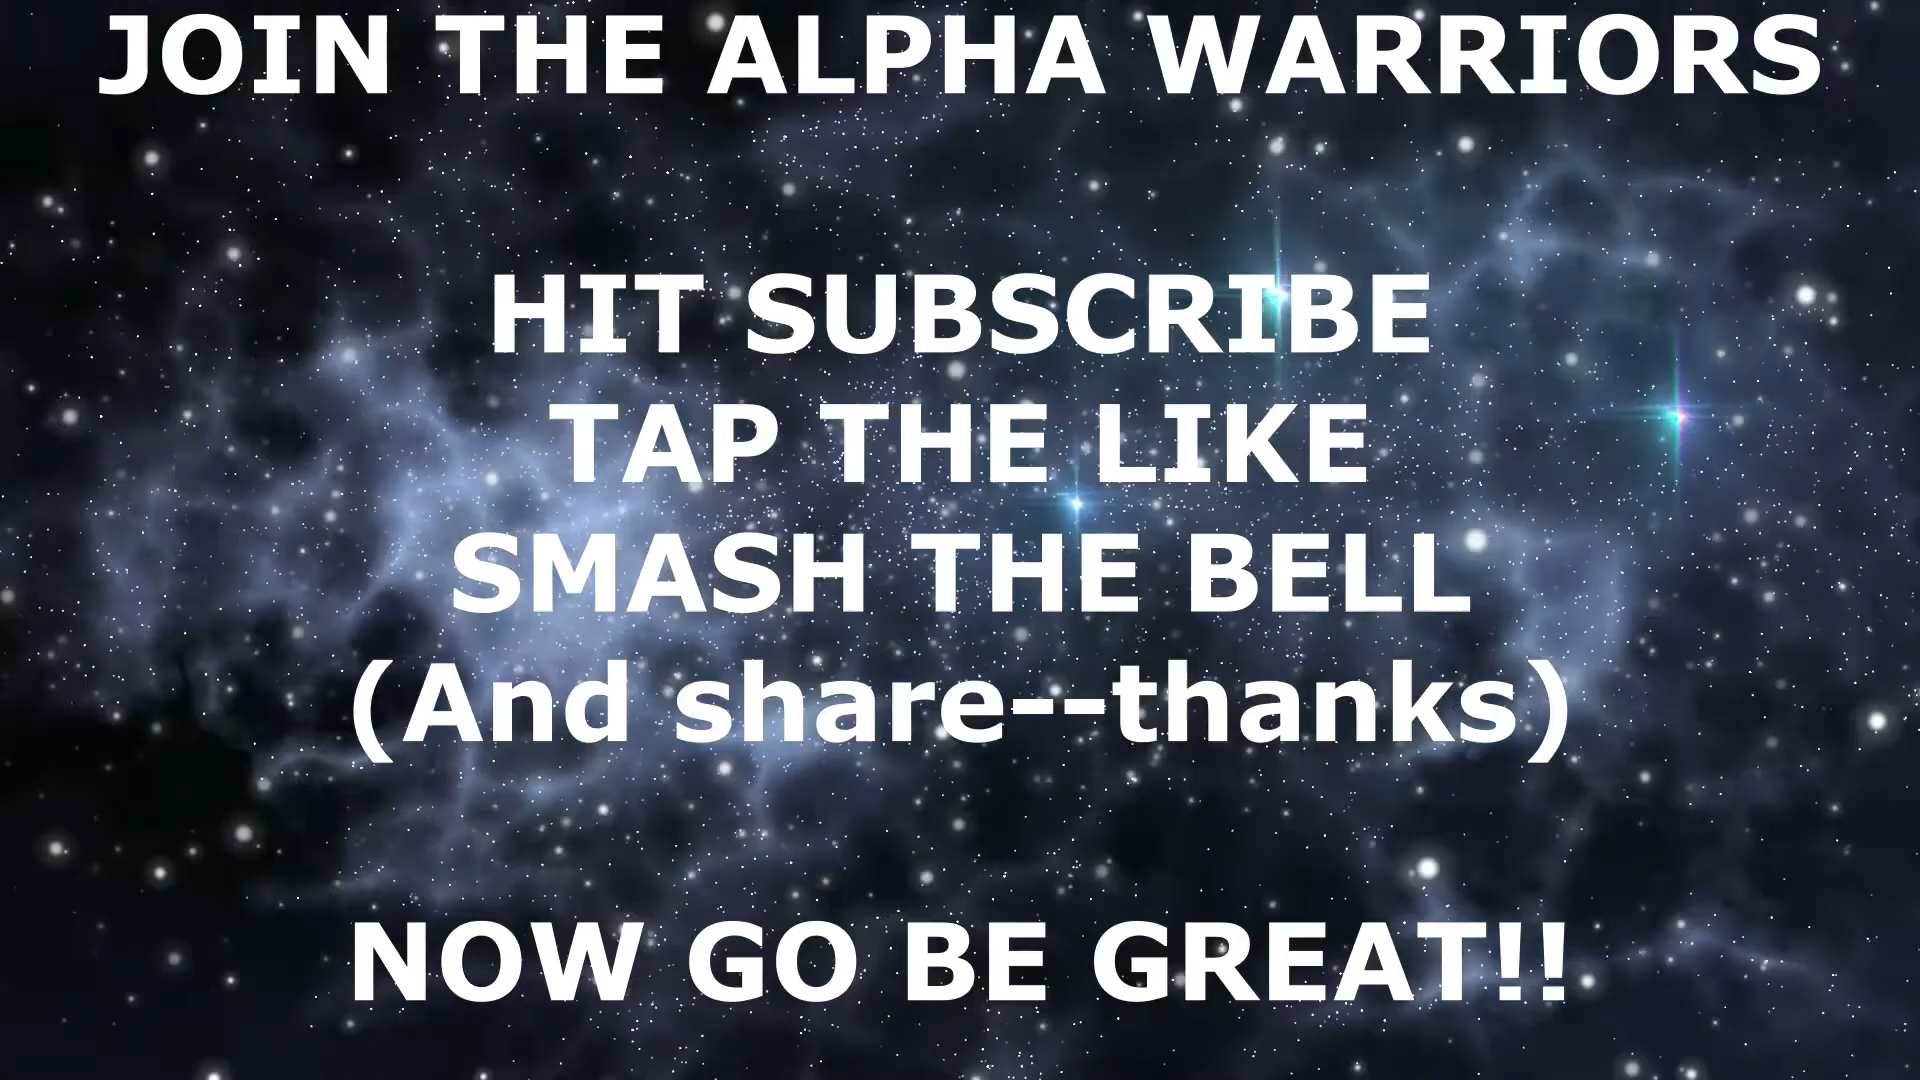 JOIN THE ALPHA WARRIORS
HIT SUBSCRIBE
TAP THE LIKE
SMASH THE BELL
(And share--thanks)
NOW GO BE GREAT!!